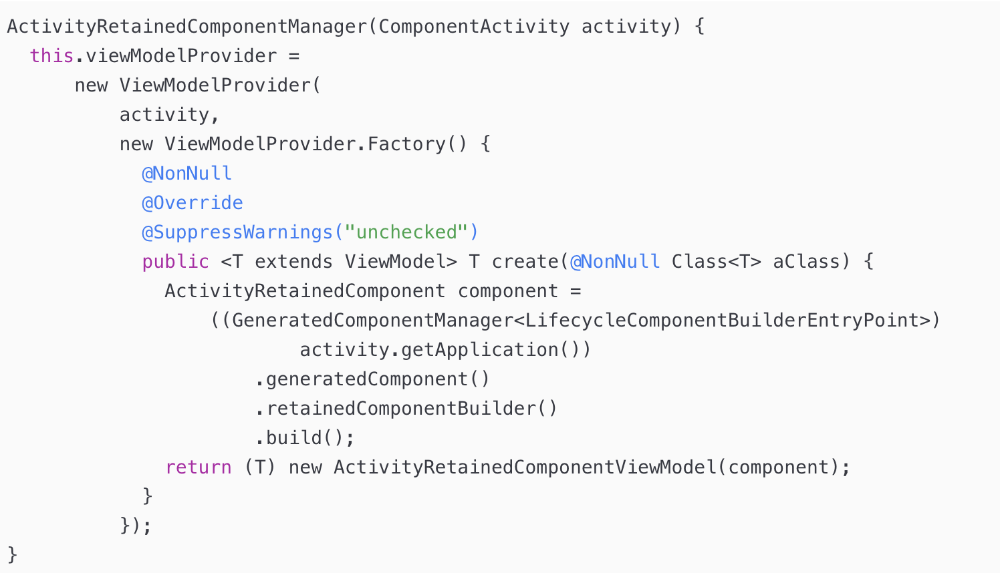 ActivityRetainedComponentManager(ComponentActivity activity) {
  this.viewModelProvider =
      new ViewModelProvider(
          activity,
          new ViewModelProvider.Factory() {
            @NonNull
            @Override
            @SuppressWarnings("unchecked")
            public <T extends ViewModel> T create(@NonNull Class<T> aClass) {
              ActivityRetainedComponent component =
                  ((GeneratedComponentManager<LifecycleComponentBuilderEntryPoint>)
                          activity.getApplication())
                      .generatedComponent()
                      .retainedComponentBuilder()
                      .build();
              return (T) new ActivityRetainedComponentViewModel(component);
            }
          });
}